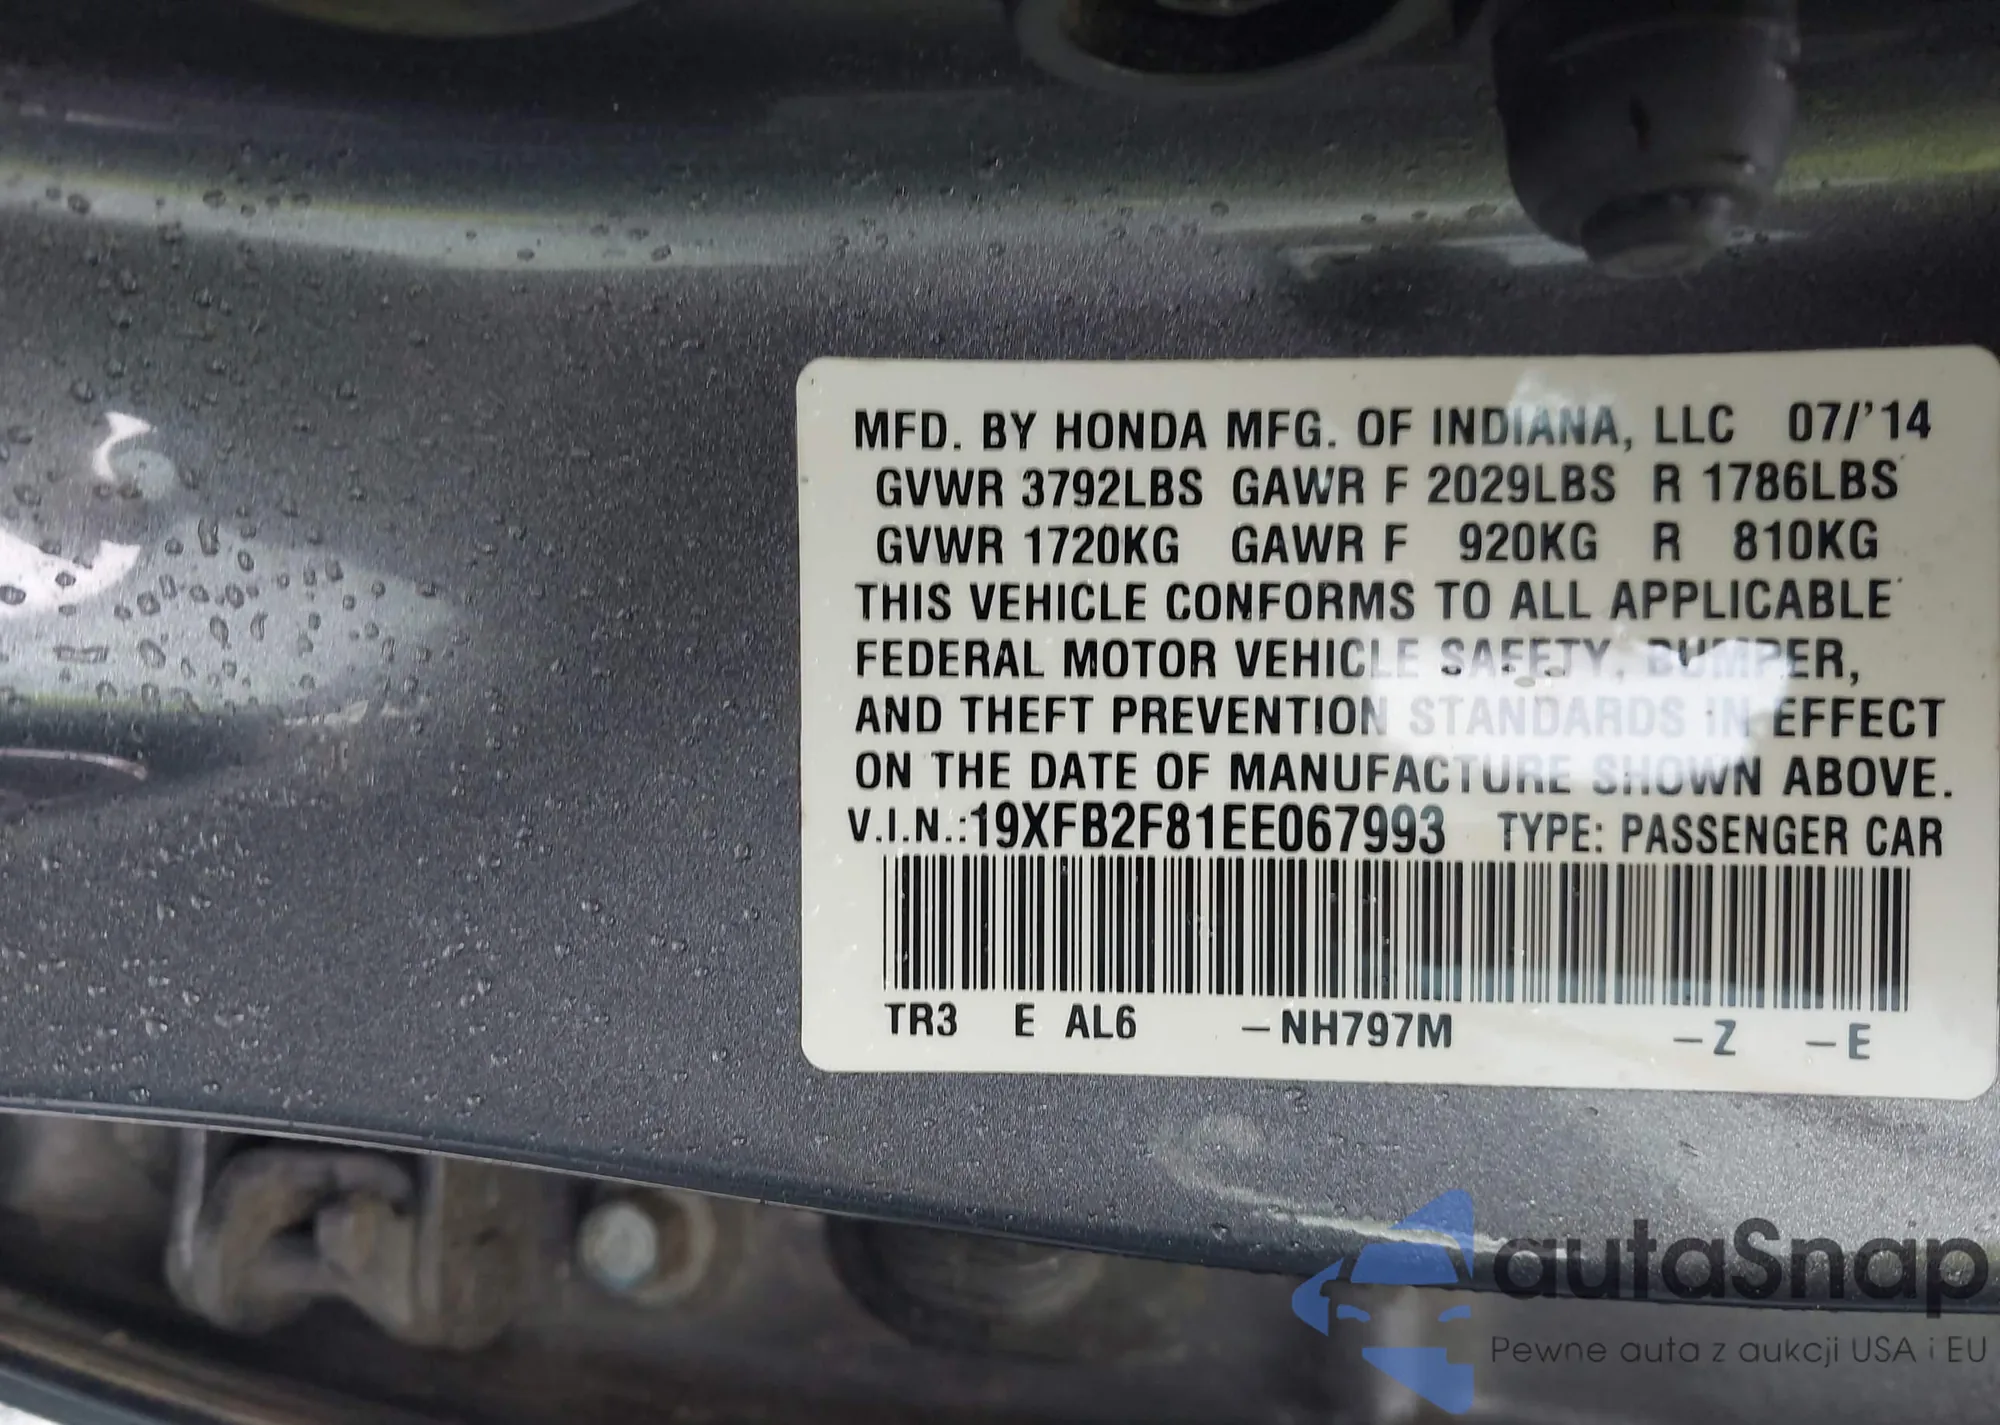 MFD. BY HONDA MFG. OF INDIANA, LLC 07/'14
GVWR 3792LBS GAWR F 2029LBS R 1786LBS
GVWR 1720KG GAWR F 920KG R 810KG
THIS VEHICLE CONFORMS TO ALL APPLICABLE
FEDERAL MOTOR VEHICLE SAFETY, BUMPER,
AND THEFT PREVENTION STANDARDS IN EFFECT
ON THE DATE OF MANUFACTURE SHOWN ABOVE.
V.I.N.:19XFB2F81EE067993 TYPE: PASSENGER CAR
TR3 E AL6 -NH797M -Z -E
autaSnap
Pewne auta z aukcji USA i EU